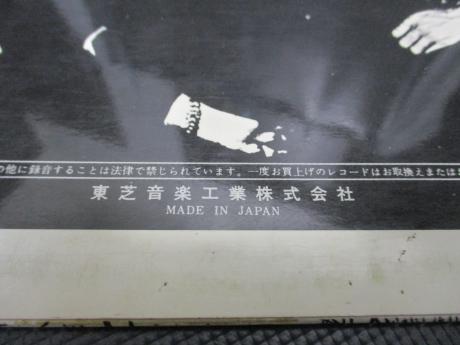 の他に録音することは法律で禁じられています。一度お買上げのレコードはお取換えまたは
東芝音楽工業株式会社
MADE IN JAPAN